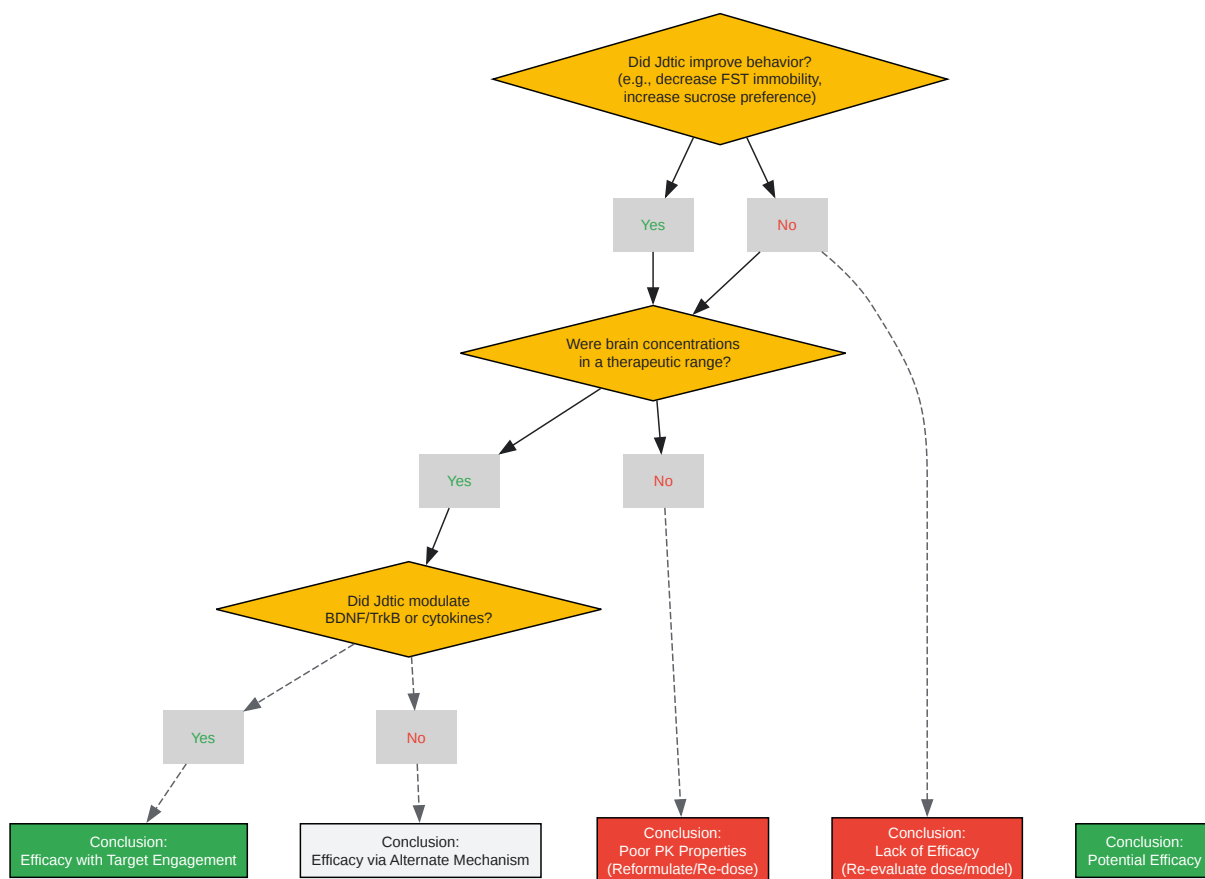 Did Jdtic improve behavior?
(e.g., decrease FST immobility,
increase sucrose preference)
Yes
No
Were brain concentrations
in a therapeutic range?
Yes
No
Did Jdtic modulate
BDNF/TrkB or cytokines?
Yes
No
Conclusion:
Efficacy with Target Engagement
Conclusion:
Efficacy via Alternate Mechanism
Conclusion:
Poor PK Properties
(Reformulate/Re-dose)
Conclusion:
Lack of Efficacy
(Re-evaluate dose/model)
Conclusion:
Potential Efficacy